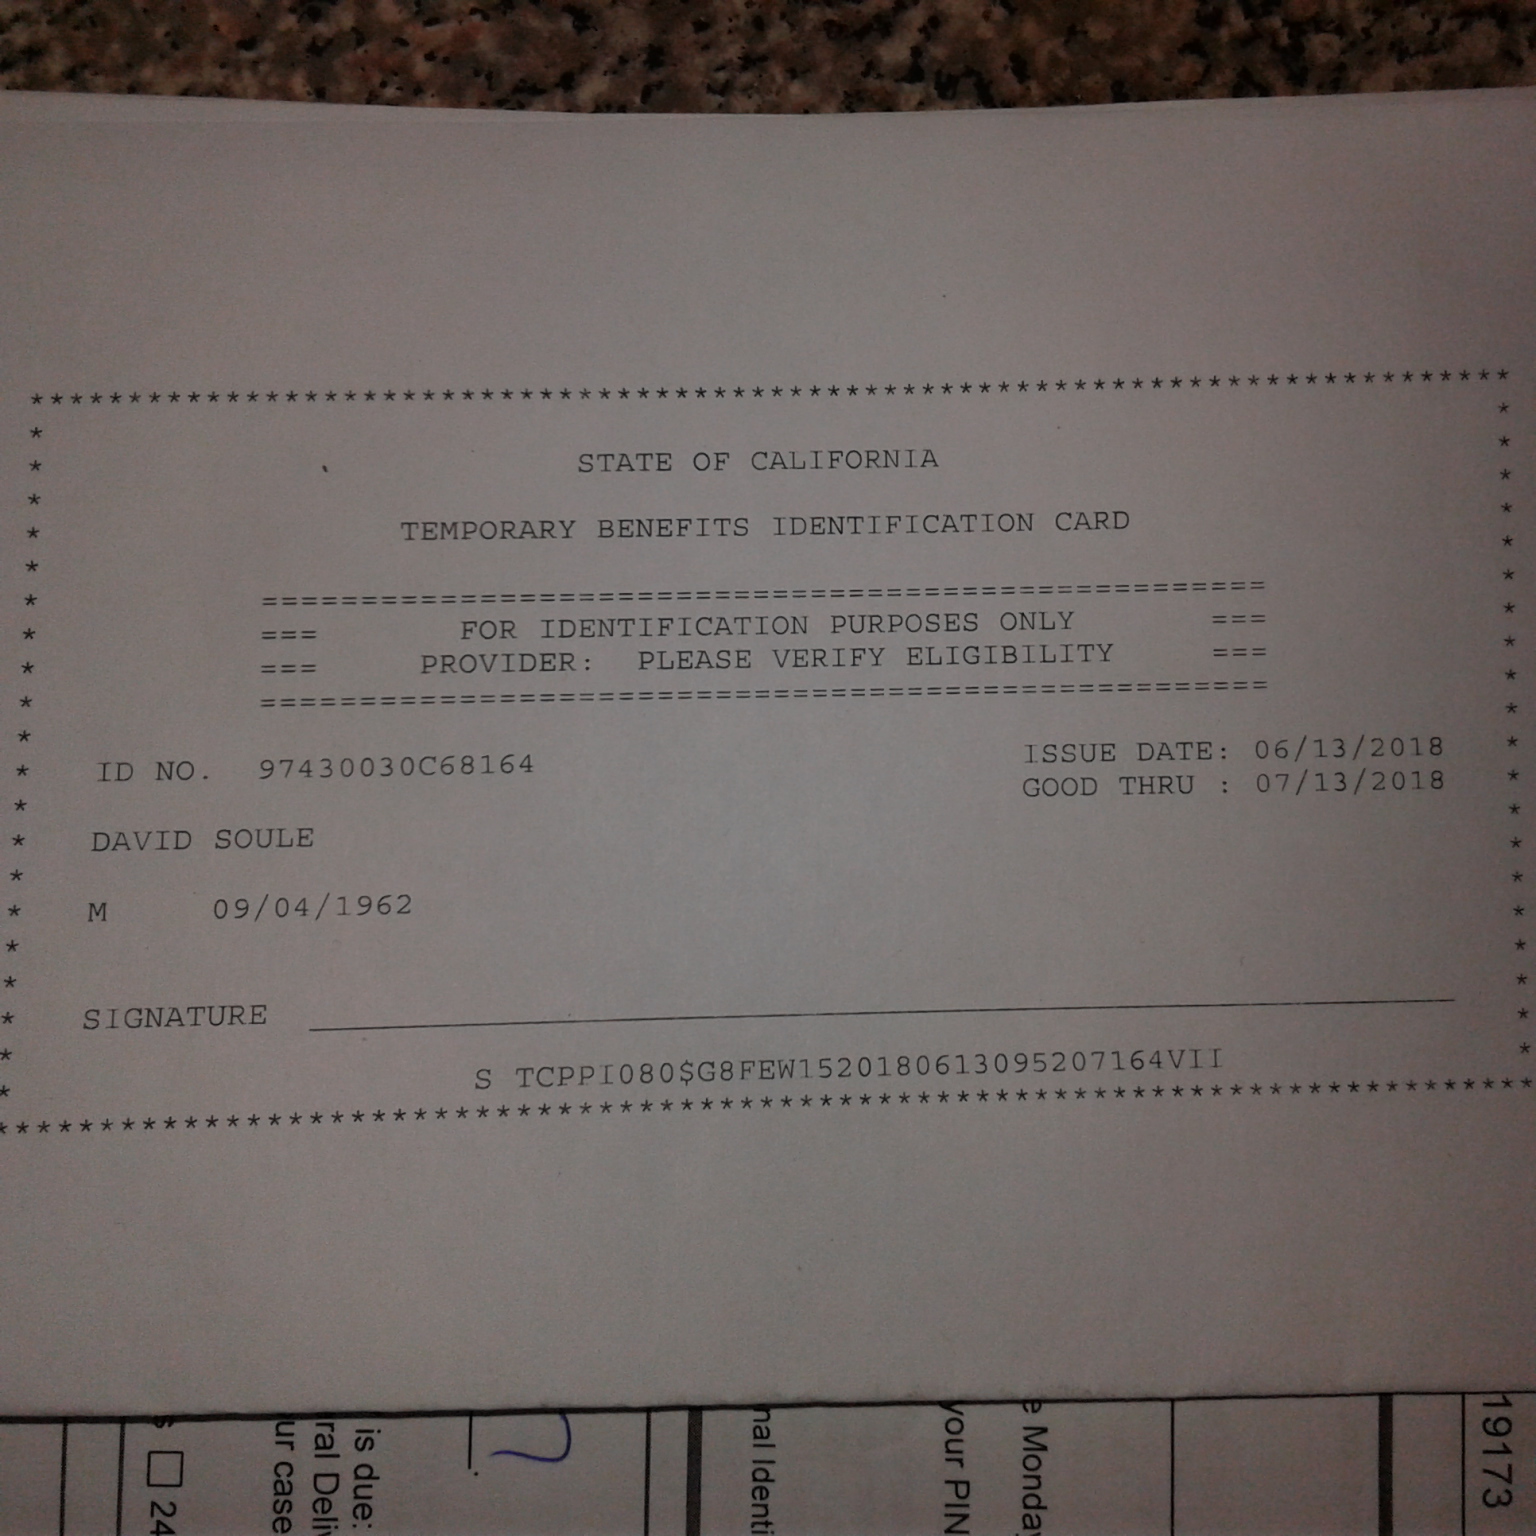 ********************************************************************************
STATE OF CALIFORNIA
TEMPORARY BENEFITS IDENTIFICATION CARD
==================================================
=== FOR IDENTIFICATION PURPOSES ONLY ===
=== PROVIDER: PLEASE VERIFY ELIGIBILITY ===
==================================================
ID NO. 97430030C68164
ISSUE DATE: 06/13/2018
GOOD THRU : 07/13/2018
DAVID SOULE
M 09/04/1962
SIGNATURE
S TCPPI080$G8FEW1520180613095207164VII
********************************************************************************
19173
e Monday
your PIN
nal Identi
is due:
ral Deliv
ur case
24